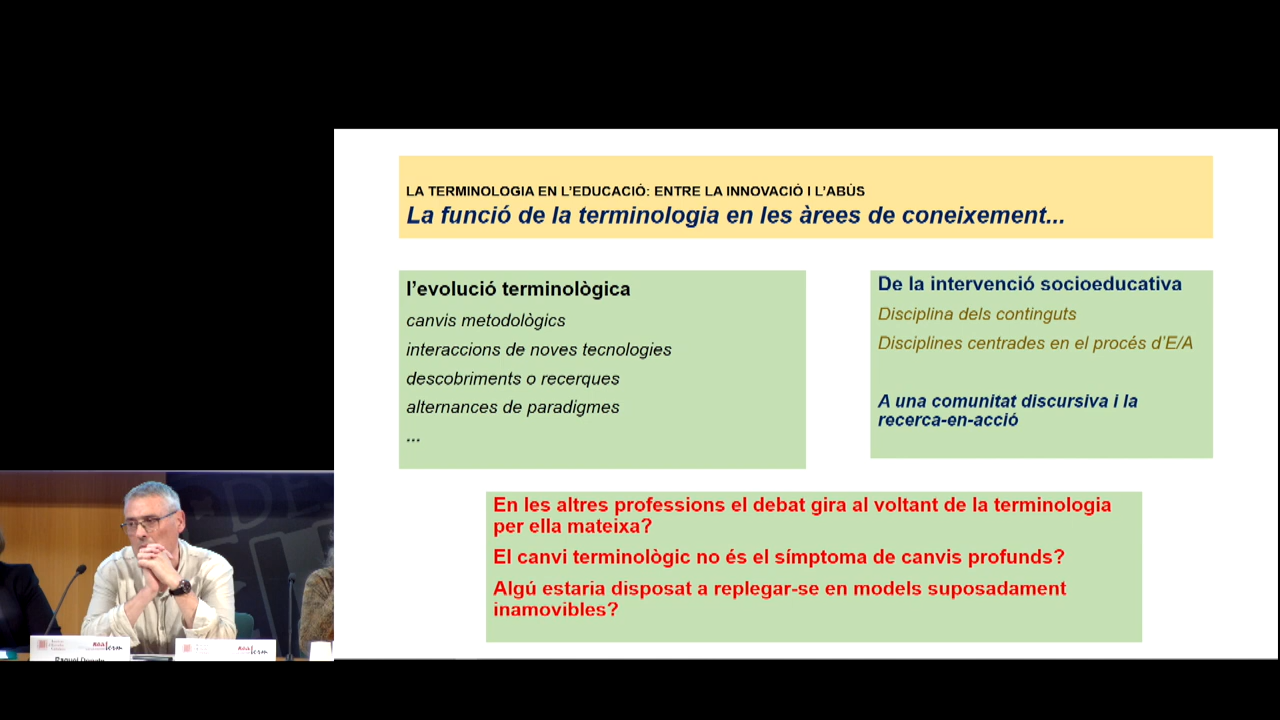 LA TERMINOLOGIA EN L'EDUCACIÓ: ENTRE LA INNOVACIÓ I L'ABÚS
La funció de la terminologia en les àrees de coneixement...
l'evolució terminològica
canvis metodològics
interaccions de noves tecnologies
descobriments o recerques
alternances de paradigmes
...
De la intervenció socioeducativa
Disciplina dels continguts
Disciplines centrades en el procés d'E/A
A una comunitat discursiva i la
recerca-en-acció
En les altres professions el debat gira al voltant de la terminologia
per ella mateixa?
El canvi terminològic no és el símptoma de canvis profunds?
Algú estaria disposat a replegar-se en models suposadament
inamovibles?